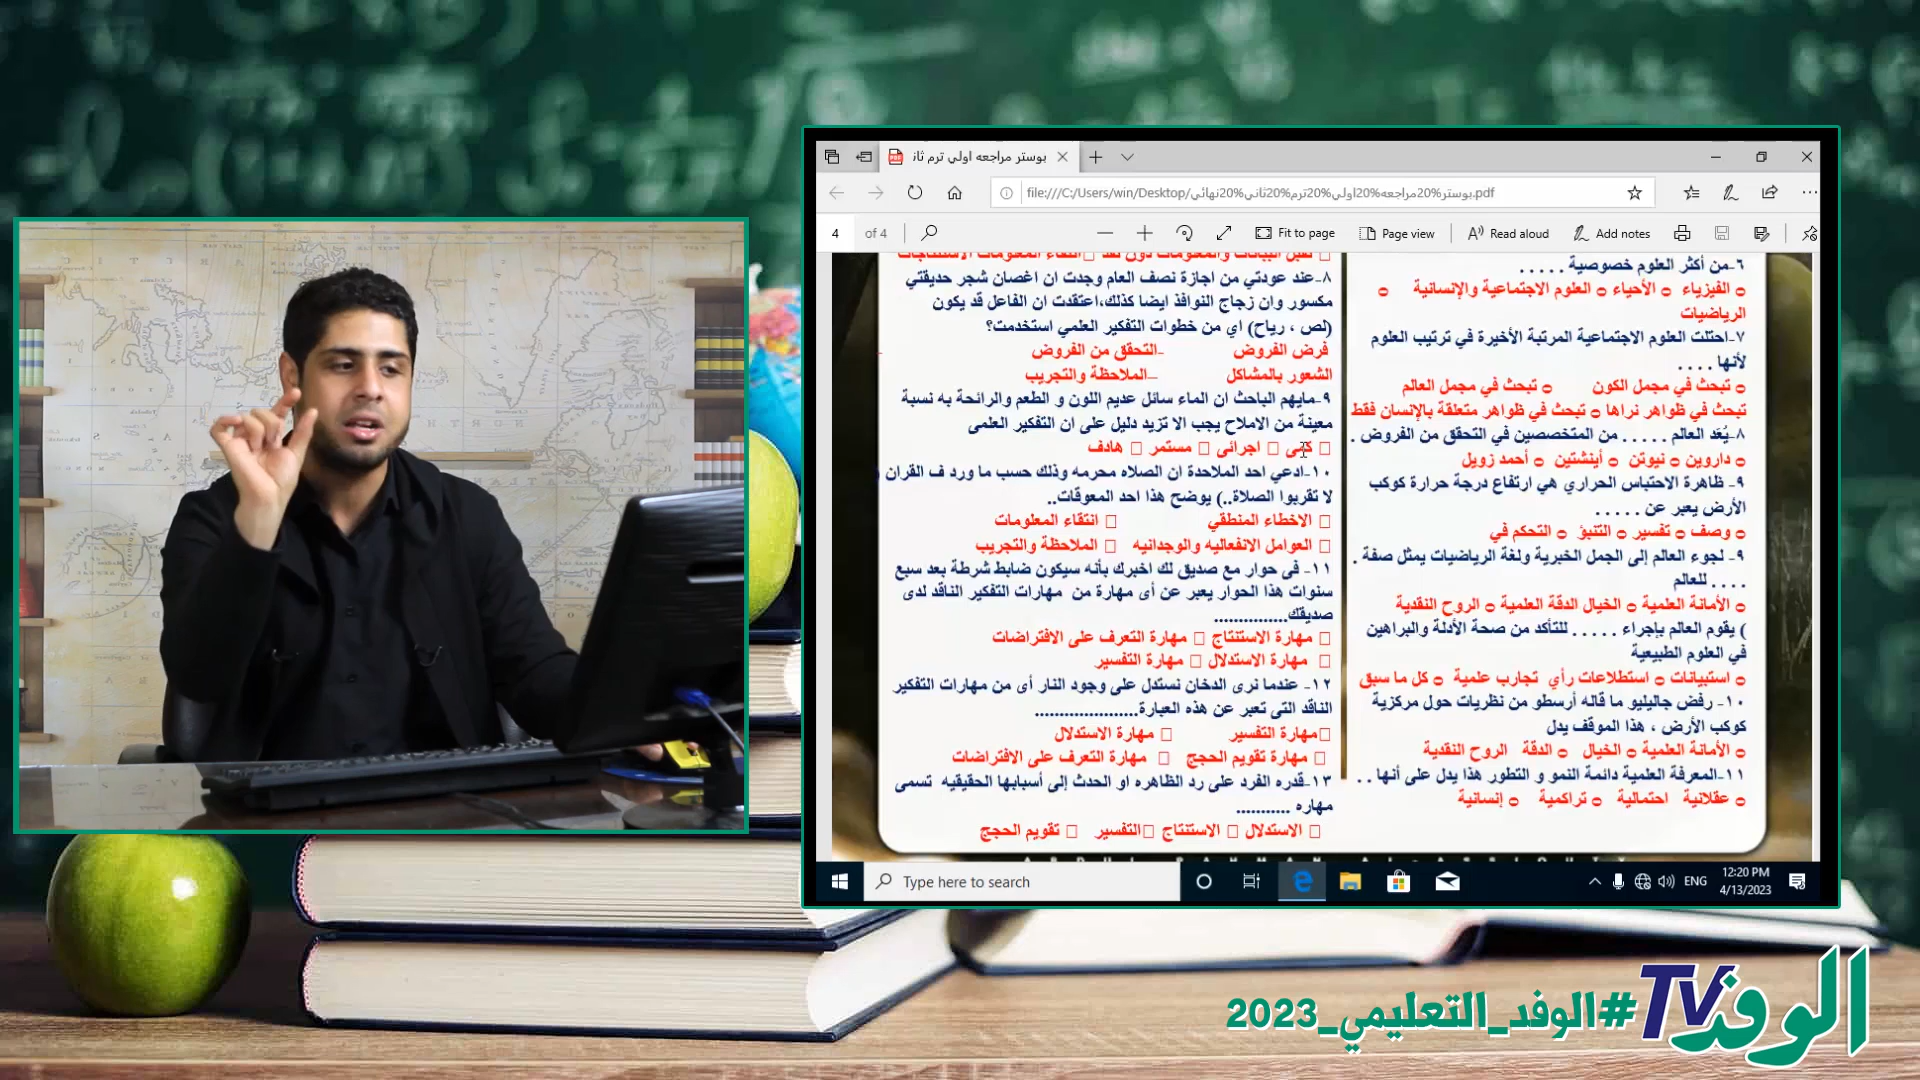 بوستر مراجعه اولي ترم ثان
file:///C:/Users/win/Desktop/بوستر%20مراجعه%20اولي%20ترم%20ثاني%20نهائي.pdf
4 of 4
Fit to page
Page view
Read aloud
Add notes
٦-من أكثر العلوم خصوصية . . . . .
الفيزياء o الأحياء o العلوم الاجتماعية والإنسانية o
الرياضيات
٧-احتلت العلوم الاجتماعية المرتبة الأخيرة في ترتيب العلوم
لأنها . . . .
o تبحث في مجمل الكون o تبحث في مجمل العالم
تبحث في ظواهر نراها o تبحث في ظواهر متعلقة بالإنسان فقط
٨-يُعَد العالم . . . . . من المتخصصين في التحقق من الفروض .
o داروين o نيوتن o أينشتين o أحمد زويل
٩- ظاهرة الاحتباس الحراري هي ارتفاع درجة حرارة كوكب
الأرض يعبر عن . . . . .
o وصف o تفسير o التنبؤ o التحكم في
٩- لجوء العالم إلى الجمل الخبرية ولغة الرياضيات يمثل صفة .
. . . . للعالم
o الأمانة العلمية o الخيال الدقة العلمية o الروح النقدية
) يقوم العالم بإجراء . . . . . للتأكد من صحة الأدلة والبراهين
في العلوم الطبيعية
o استبيانات o استطلاعات رأي تجارب علمية o كل ما سبق
١٠- رفض جاليليو ما قاله أرسطو من نظريات حول مركزية
كوكب الأرض ، هذا الموقف يدل
o الأمانة العلمية o الخيال o الدقة الروح النقدية
١١-المعرفة العلمية دائمة النمو و التطور هذا يدل على أنها . .
o عقلانية احتمالية o تراكمية o إنسانية
□ تقبل البيانات والمعلومات دون نقد □انتقاء المعلومات الاستنتاجات
٨-عند عودتي من اجازة نصف العام وجدت ان اغصان شجر حديقتي
مكسور وان زجاج النوافذ ايضا كذلك،اعتقدت ان الفاعل قد يكون
(لص ، رياح) اي من خطوات التفكير العلمي استخدمت؟
فرض الفروض -التحقق من الفروض
الشعور بالمشاكل –الملاحظة والتجريب
٩-مايهم الباحث ان الماء سائل عديم اللون و الطعم والرائحة به نسبة
معينة من الاملاح يجب الا تزيد دليل على ان التفكير العلمى
□ كمى □ اجرائى □ مستمر □ هادف
١٠-ادعي احد الملاحدة ان الصلاه محرمه وذلك حسب ما ورد ف القران (
لا تقربوا الصلاة..) يوضح هذا احد المعوقات..
□ الاخطاء المنطقي □ انتقاء المعلومات
□ العوامل الانفعاليه والوجدانيه □ الملاحظة والتجريب
١١- فى حوار مع صديق لك اخبرك بأنه سيكون ضابط شرطة بعد سبع
سنوات هذا الحوار يعبر عن أى مهارة من مهارات التفكير الناقد لدى
صديقك...............
□ مهارة الاستنتاج □ مهارة التعرف على الافتراضات
□ مهارة الاستدلال □ مهارة التفسير
١٢- عندما نرى الدخان نستدل على وجود النار أى من مهارات التفكير
الناقد التى تعبر عن هذه العبارة.....................
□مهارة التفسير □ مهارة الاستدلال
□ مهارة تقويم الحجج □ مهارة التعرف على الافتراضات
١٣-قدره الفرد على رد الظاهره او الحدث إلى أسبابها الحقيقيه تسمى
مهاره ...........
□ الاستدلال □ الاستنتاج □التفسير □ تقويم الحجج
Type here to search
ENG
12:20 PM
4/13/2023
#الوفد_التعليمي_2023
الوفد TV